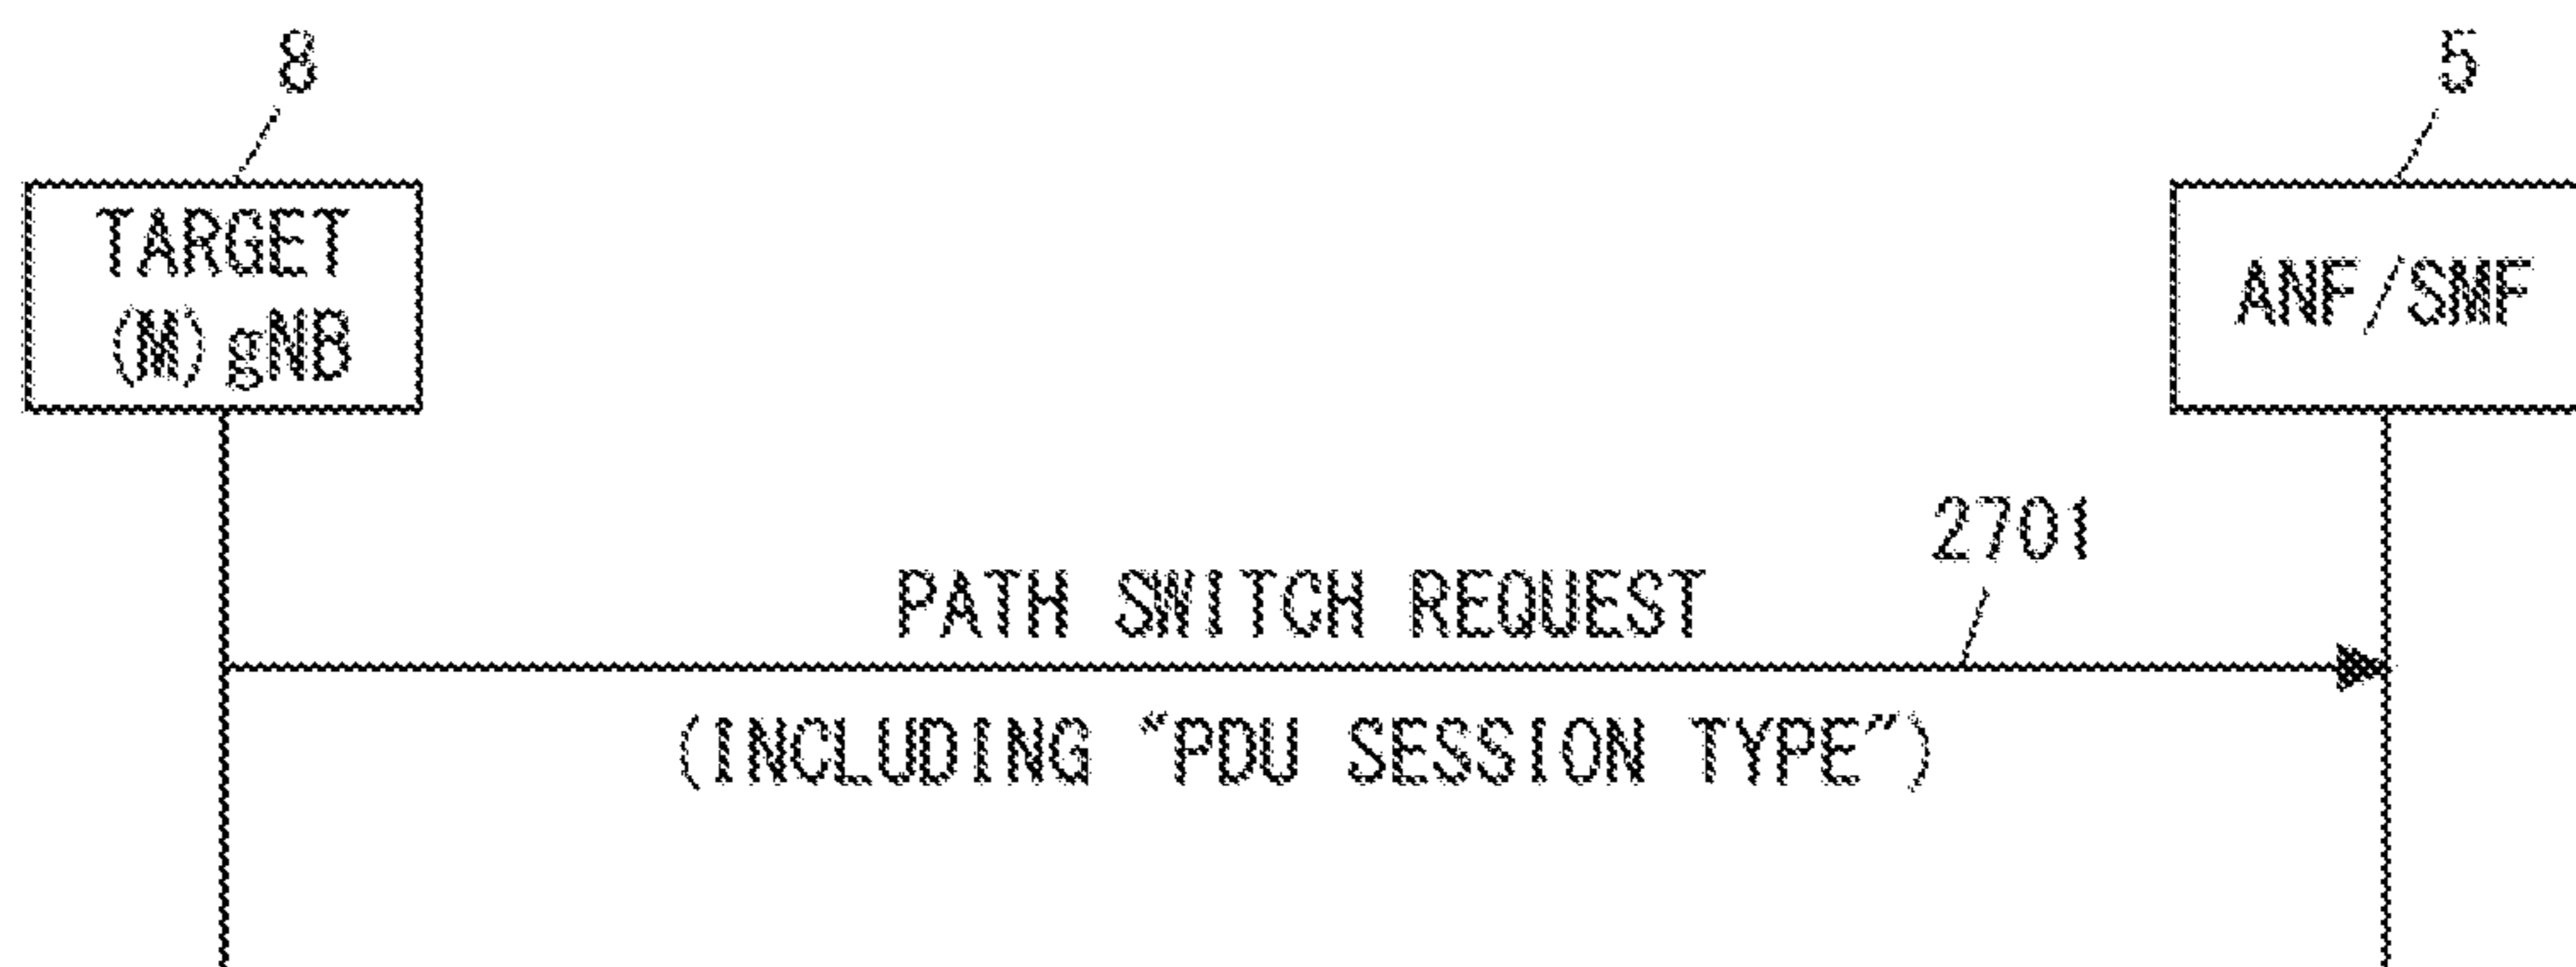 8
5
TARGET
(M) gNB
ANF/SMF
2701
PATH SWITCH REQUEST
(INCLUDING “PDU SESSION TYPE”)